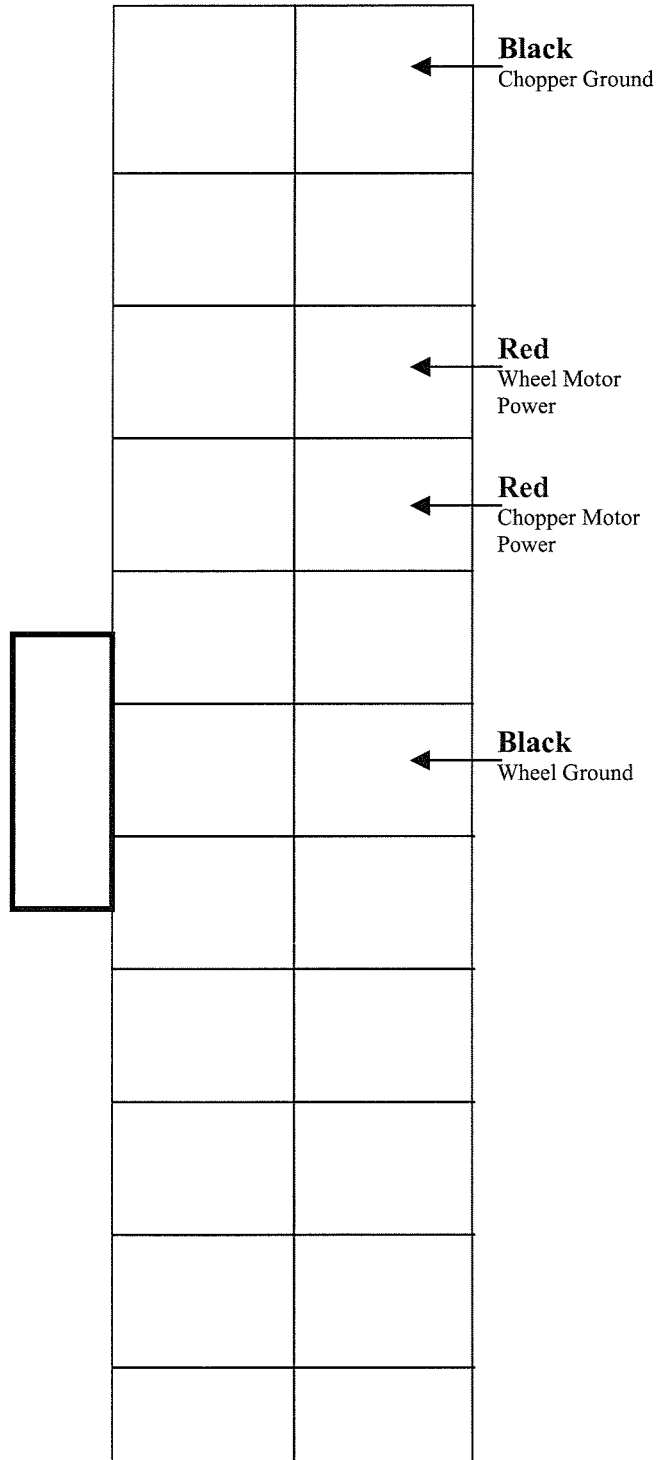 Black
Chopper Ground
Red
Wheel Motor
Power
Red
Chopper Motor
Power
Black
Wheel Ground